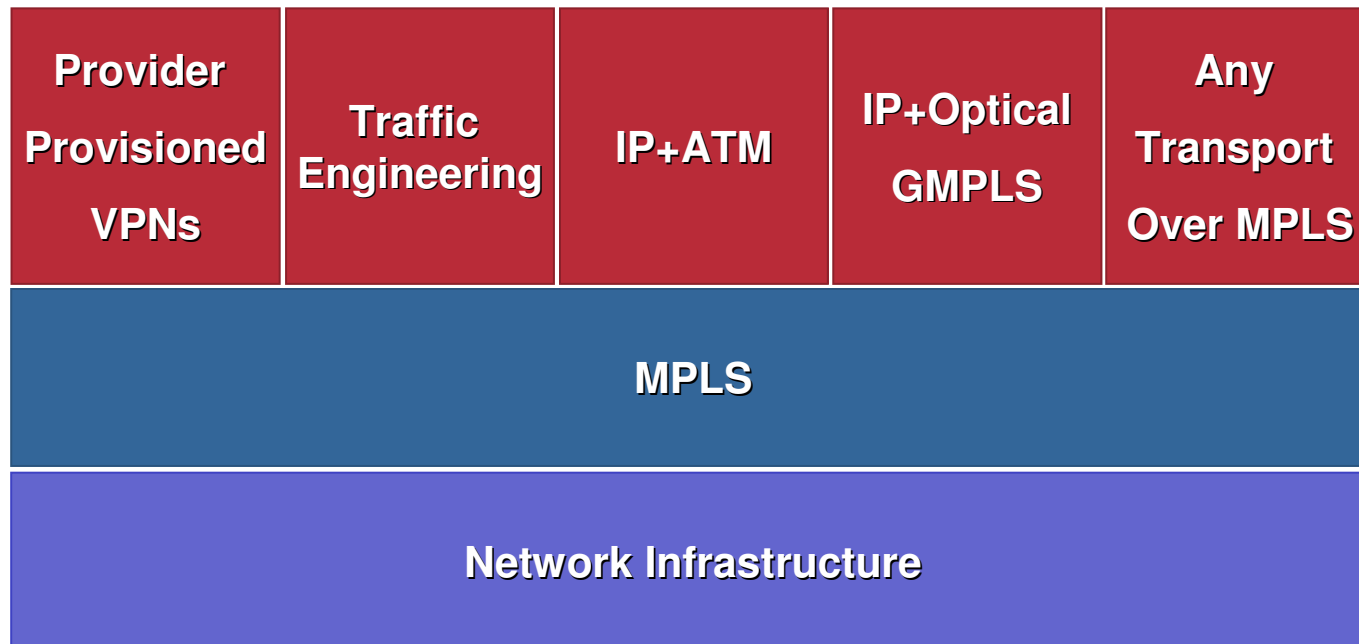 Provider
Provisioned
VPNs
Traffic
Engineering
IP+ATM
IP+Optical
GMPLS
Any
Transport
Over MPLS
MPLS
Network Infrastructure